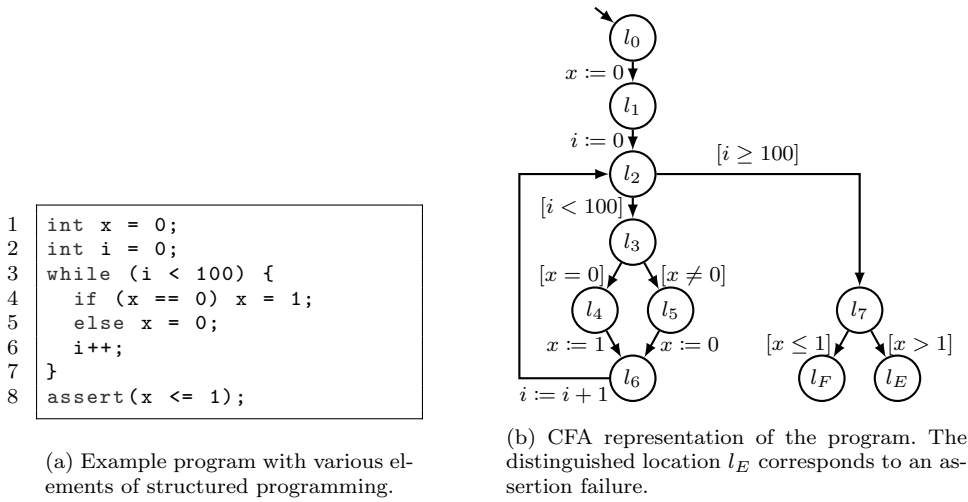 l0
x := 0
l1
i := 0
l2
[i ≥ 100]
[i < 100]
l3
[x = 0]
[x ≠ 0]
l4
l5
x := 1
x := 0
l6
i := i + 1
l7
[x ≤ 1]
[x > 1]
lF
lE
1 int x = 0;
2 int i = 0;
3 while (i < 100) {
4 if (x == 0) x = 1;
5 else x = 0;
6 i++;
7 }
8 assert(x <= 1);
(a) Example program with various el-
ements of structured programming.
(b) CFA representation of the program. The
distinguished location lE corresponds to an as-
sertion failure.